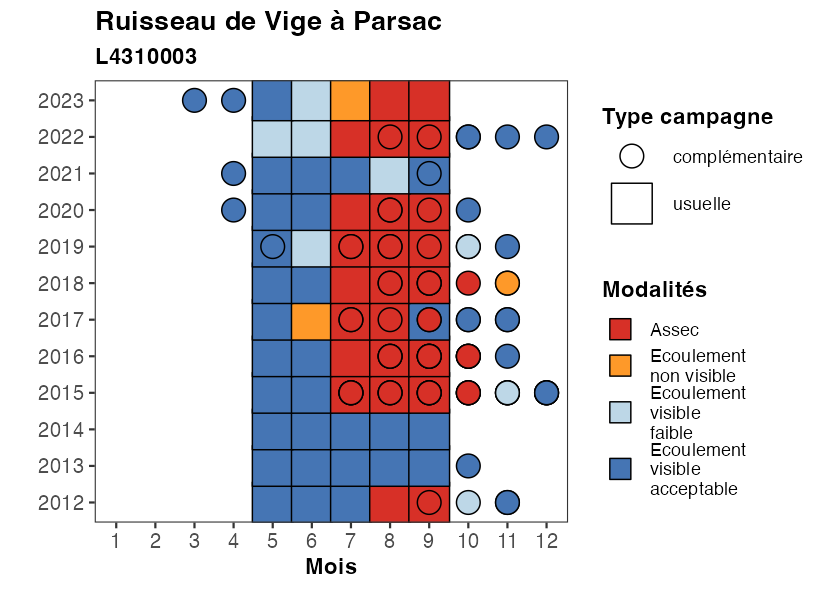 Ruisseau de Vige à Parsac
L4310003
2023
2022
2021
2020
2019
2018
2017
2016
2015
2014
2013
2012
1 2 3 4 5 6 7 8 9 10 11 12
Mois
Type campagne
complémentaire
usuelle
Modalités
Assec
Ecoulement
non visible
Ecoulement
visible
faible
Ecoulement
visible
acceptable